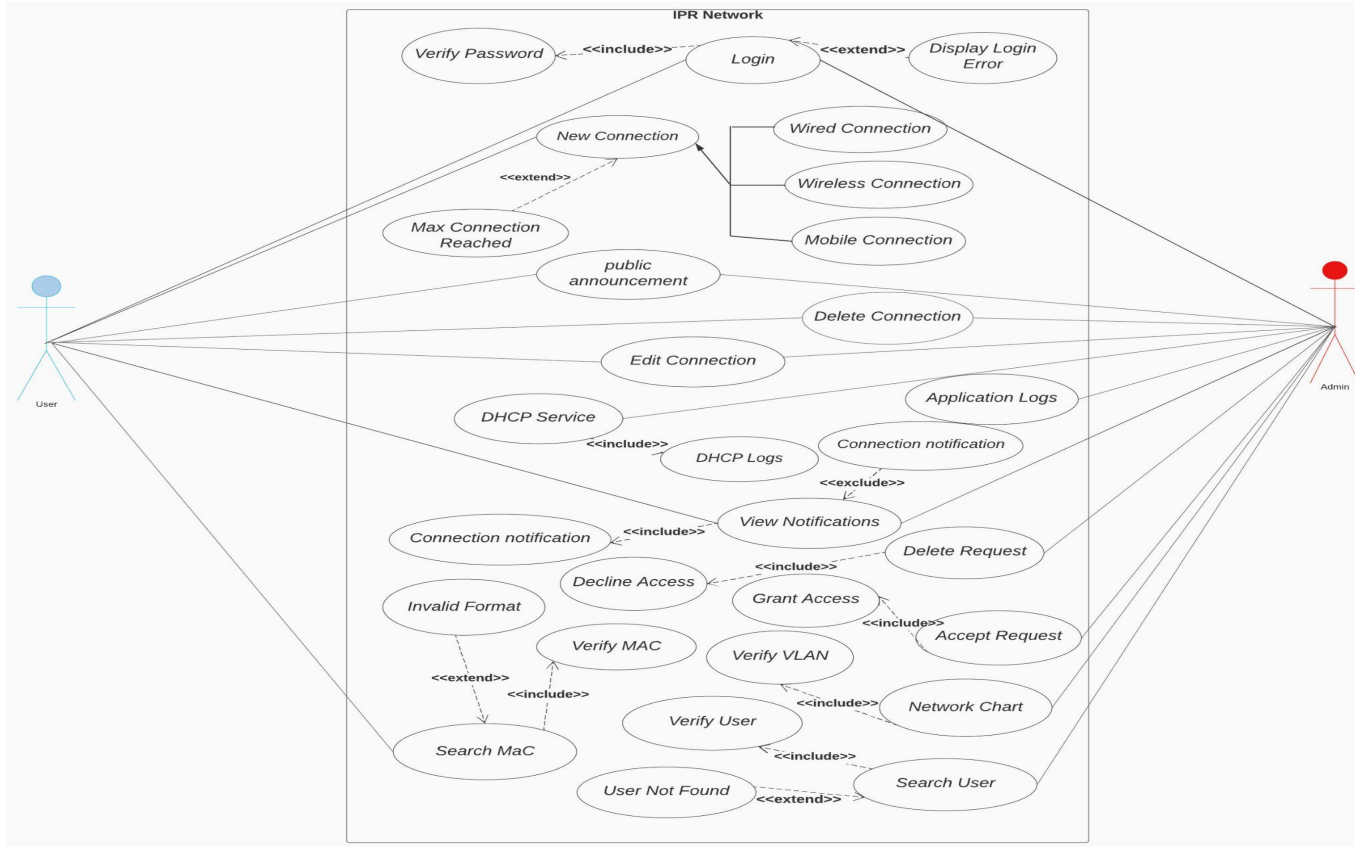 IPR Network
Verify Password
<<include>>
Login
<<extend>>
Display Login
Error
New Connection
Wired Connection
<<extend>>
Wireless Connection
Max Connection
Reached
Mobile Connection
public
announcement
Delete Connection
Edit Connection
User
Admin
DHCP Service
Application Logs
<<include>>
DHCP Logs
Connection notification
<<exclude>>
View Notifications
<<include>>
Connection notification
Delete Request
<<include>>
Decline Access
Grant Access
Invalid Format
<<include>>
Accept Request
Verify MAC
Verify VLAN
<<extend>>
<<include>>
<<include>>
Network Chart
Verify User
Search MaC
<<include>>
Search User
User Not Found
<<extend>>